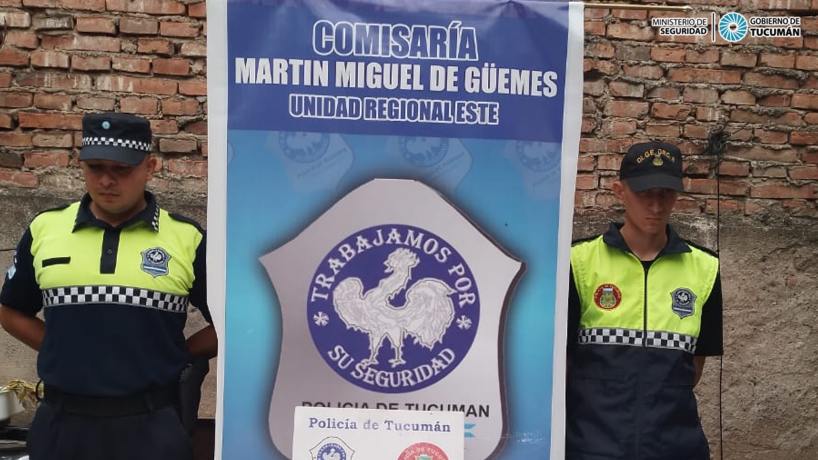 MINISTERIO DE
SEGURIDAD
GOBIERNO DE
TUCUMÁN
COMISARÍA
MARTIN MIGUEL DE GÜEMES
UNIDAD REGIONAL ESTE
TRABAJAMOS POR
SU SEGURIDAD
POLICIA DE TUCUMAN
Policía de Tucumán